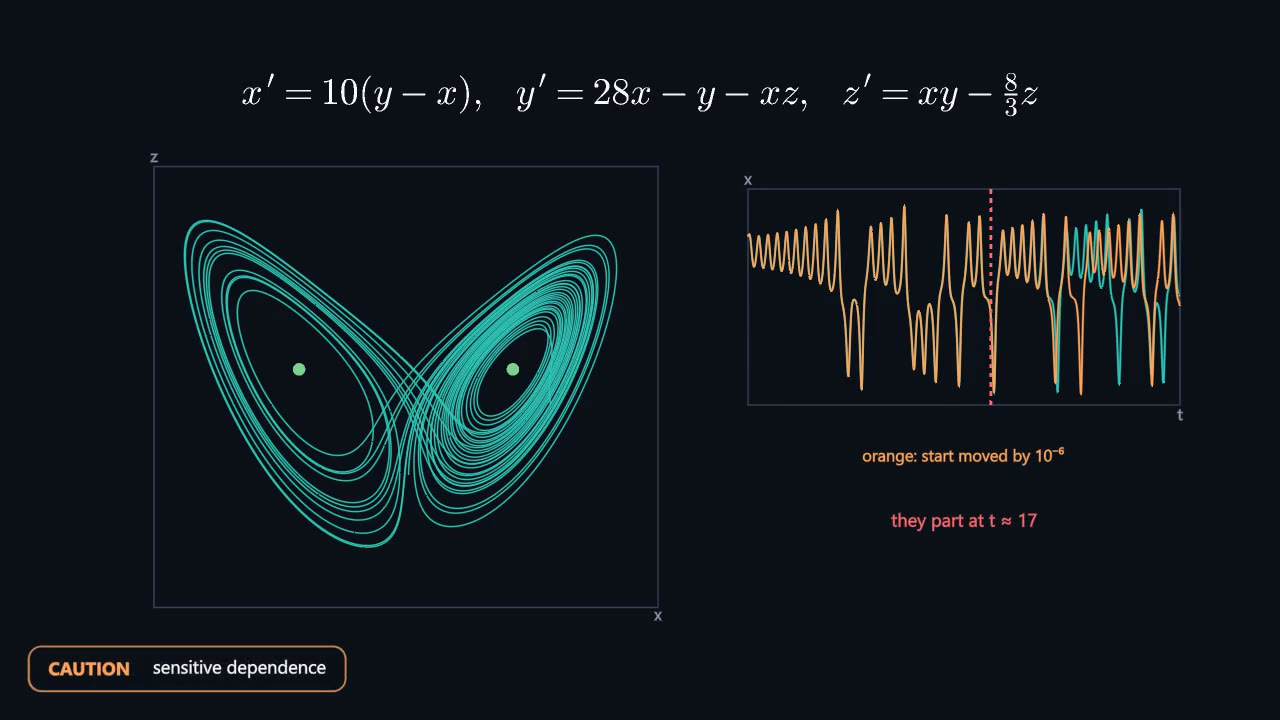 x′ = 10(y − x),   y′ = 28x − y − xz,   z′ = xy − 8/3 z
z
x
x
t
orange: start moved by 10⁻⁶
they part at t ≈ 17
CAUTION sensitive dependence